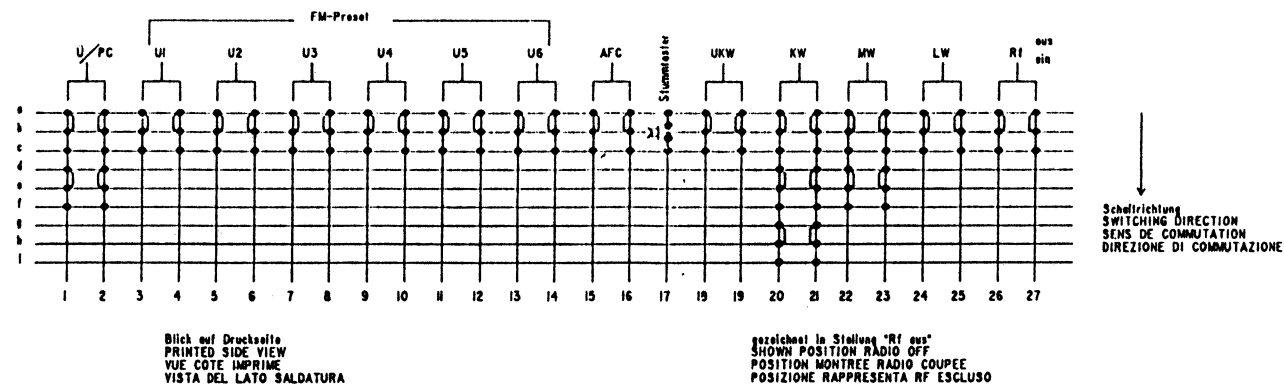 FM-Preset
Ü/PC U1 U2 U3 U4 U5 U6 AFC Stummtaster UKW KW MW LW Rf aus
ein
a
b
c
d
e
f
g
h
i
1 2 3 4 5 6 7 8 9 10 11 12 13 14 15 16 17 19 19 20 21 22 23 24 25 26 27
Schaltrichtung
SWITCHING DIRECTION
SENS DE COMMUTATION
DIREZIONE DI COMMUTAZIONE
Blick auf Druckseite
PRINTED SIDE VIEW
VUE COTE IMPRIME
VISTA DEL LATO SALDATURA
gezeichnet in Stellung "Rf aus"
SHOWN POSITION RADIO OFF
POSITION MONTREE RADIO COUPEE
POSIZIONE RAPPRESENTA RF ESCLUSO